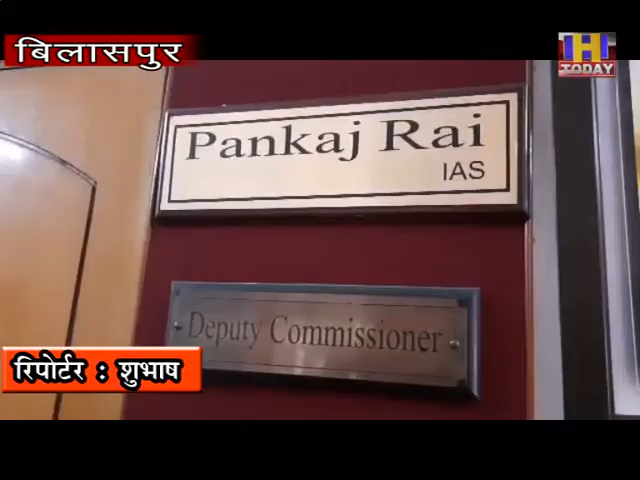 बिलासपुर
H
TODAY
Pankaj Rai
IAS
Deputy Commissioner
रिपोर्टर : शुभाष